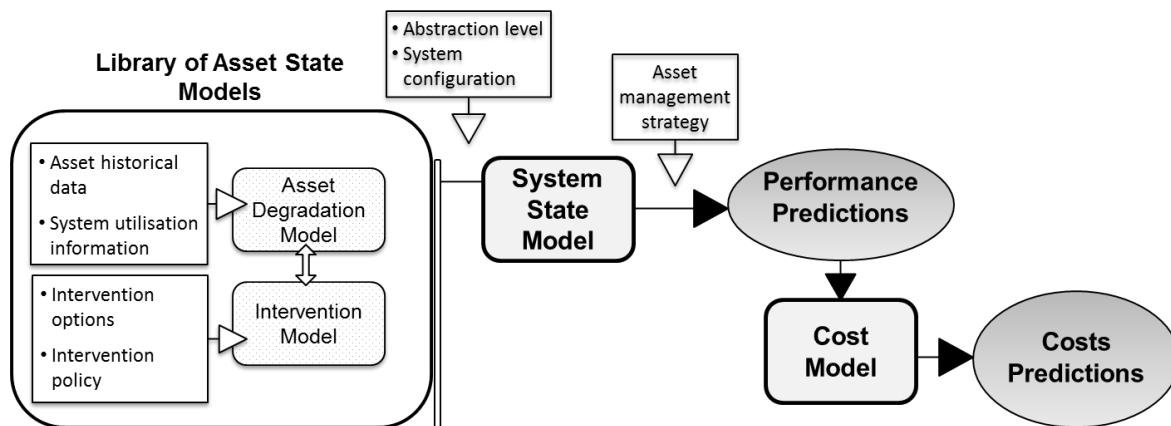 Library of Asset State
Models
• Asset historical
data
• System utilisation
information
Asset
Degradation
Model
• Intervention
options
• Intervention
policy
Intervention
Model
• Abstraction level
• System
configuration
System
State
Model
Asset
management
strategy
Performance
Predictions
Cost
Model
Costs
Predictions